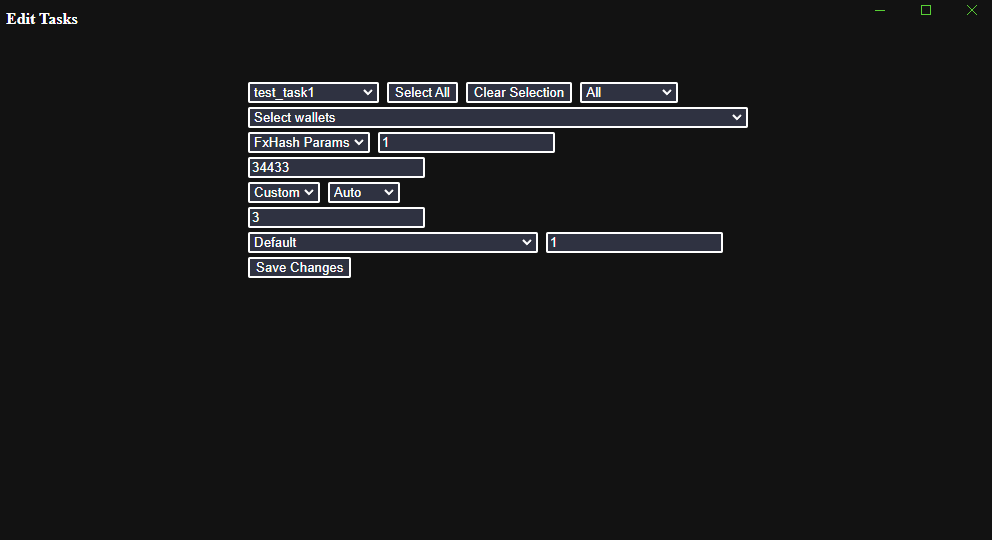 Edit Tasks
test_task1 Select All Clear Selection All
Select wallets
FxHash Params 1
34433
Custom Auto
3
Default 1
Save Changes